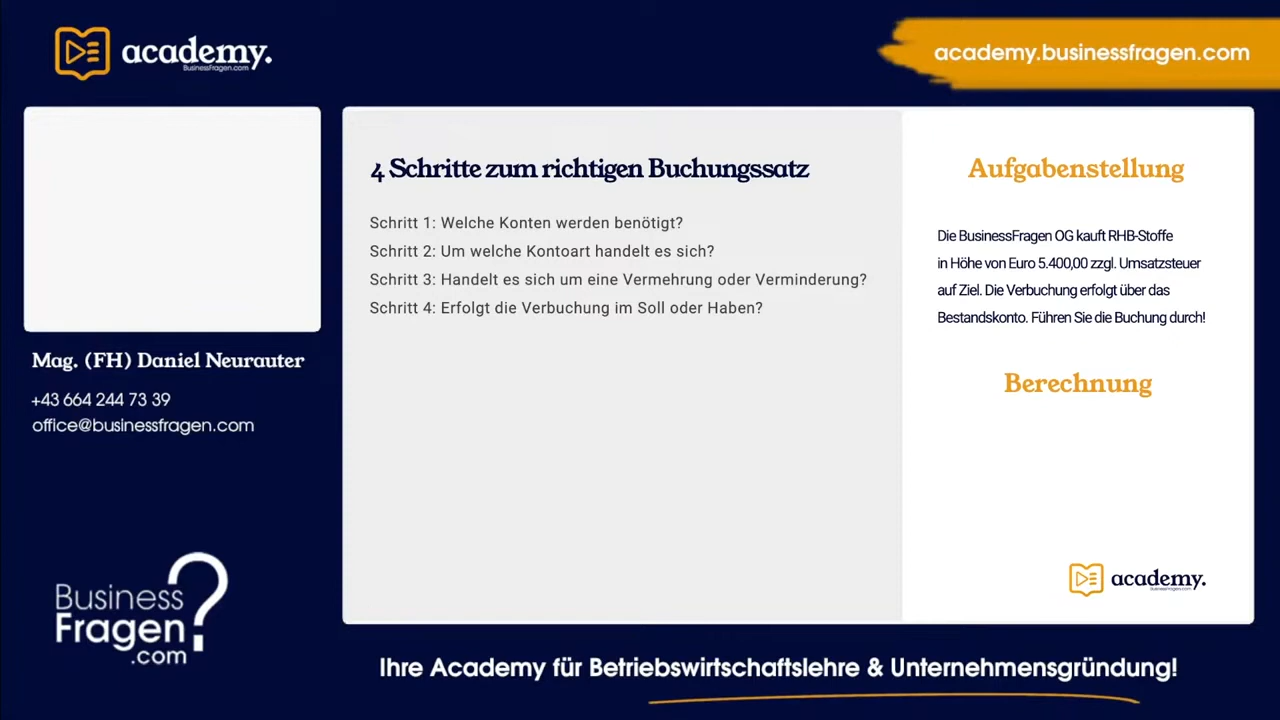 academy.
BusinessFragen.com
academy.businessfragen.com
4 Schritte zum richtigen Buchungssatz
Schritt 1: Welche Konten werden benötigt?
Schritt 2: Um welche Kontoart handelt es sich?
Schritt 3: Handelt es sich um eine Vermehrung oder Verminderung?
Schritt 4: Erfolgt die Verbuchung im Soll oder Haben?
Aufgabenstellung
Die BusinessFragen OG kauft RHB-Stoffe
in Höhe von Euro 5.400,00 zzgl. Umsatzsteuer
auf Ziel. Die Verbuchung erfolgt über das
Bestandskonto. Führen Sie die Buchung durch!
Berechnung
academy.
BusinessFragen.com
Mag. (FH) Daniel Neurauter
+43 664 244 73 39
office@businessfragen.com
Business
Fragen
.com
?
Ihre Academy für Betriebswirtschaftslehre & Unternehmensgründung!